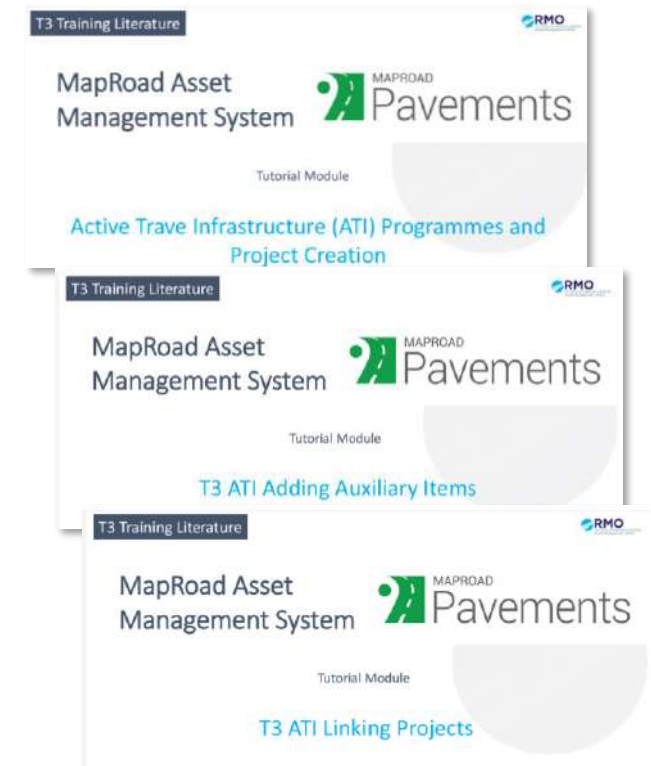 T3 Training Literature
RMO
MapRoad Asset
Management System
MAPROAD
Pavements
Tutorial Module
Active Trave Infrastructure (ATI) Programmes and
Project Creation
T3 Training Literature
RMO
MapRoad Asset
Management System
MAPROAD
Pavements
Tutorial Module
T3 ATI Adding Auxiliary Items
T3 Training Literature
RMO
MapRoad Asset
Management System
MAPROAD
Pavements
Tutorial Module
T3 ATI Linking Projects